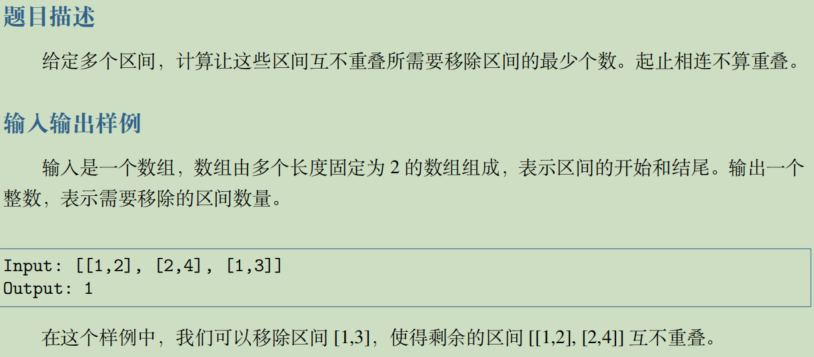 题目描述
给定多个区间，计算让这些区间互不重叠所需要移除区间的最少个数。起止相连不算重叠。
输入输出样例
输入是一个数组，数组由多个长度固定为 2 的数组组成，表示区间的开始和结尾。输出一个
整数，表示需要移除的区间数量。
Input: [[1,2], [2,4], [1,3]]
Output: 1
在这个样例中，我们可以移除区间 [1,3]，使得剩余的区间 [[1,2], [2,4]] 互不重叠。